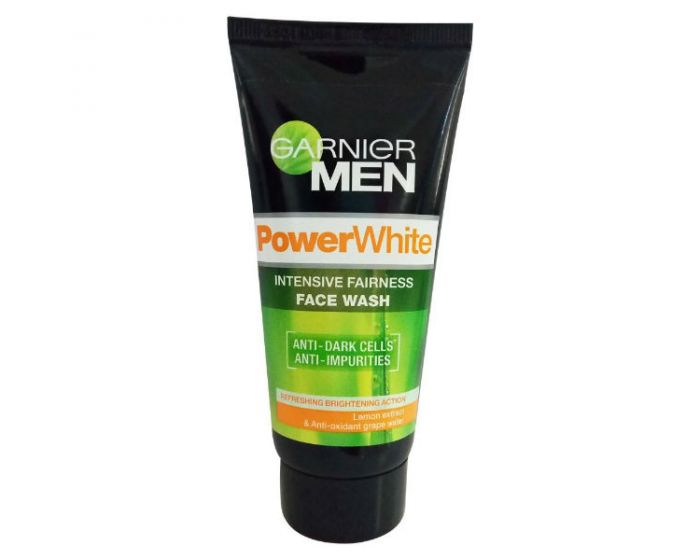 GARNIER
MEN
PowerWhite
INTENSIVE FAIRNESS
FACE WASH
ANTI-DARK CELLS
ANTI-IMPURITIES
REFRESHING BRIGHTENING ACTION
Lemon extract
& Anti-oxidant grape water